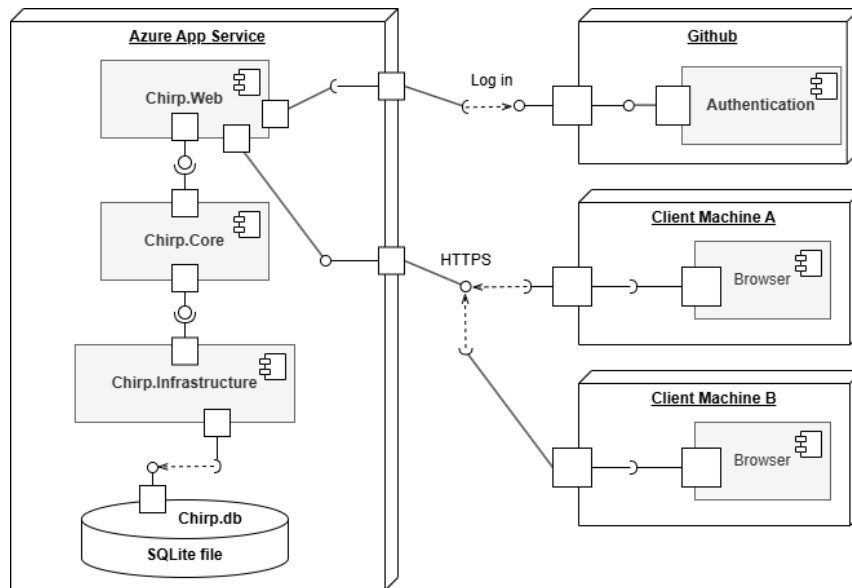 Azure App Service
Chirp.Web
Chirp.Core
Chirp.Infrastructure
Chirp.db
SQLite file
Log in
HTTPS
Github
Authentication
Client Machine A
Browser
Client Machine B
Browser